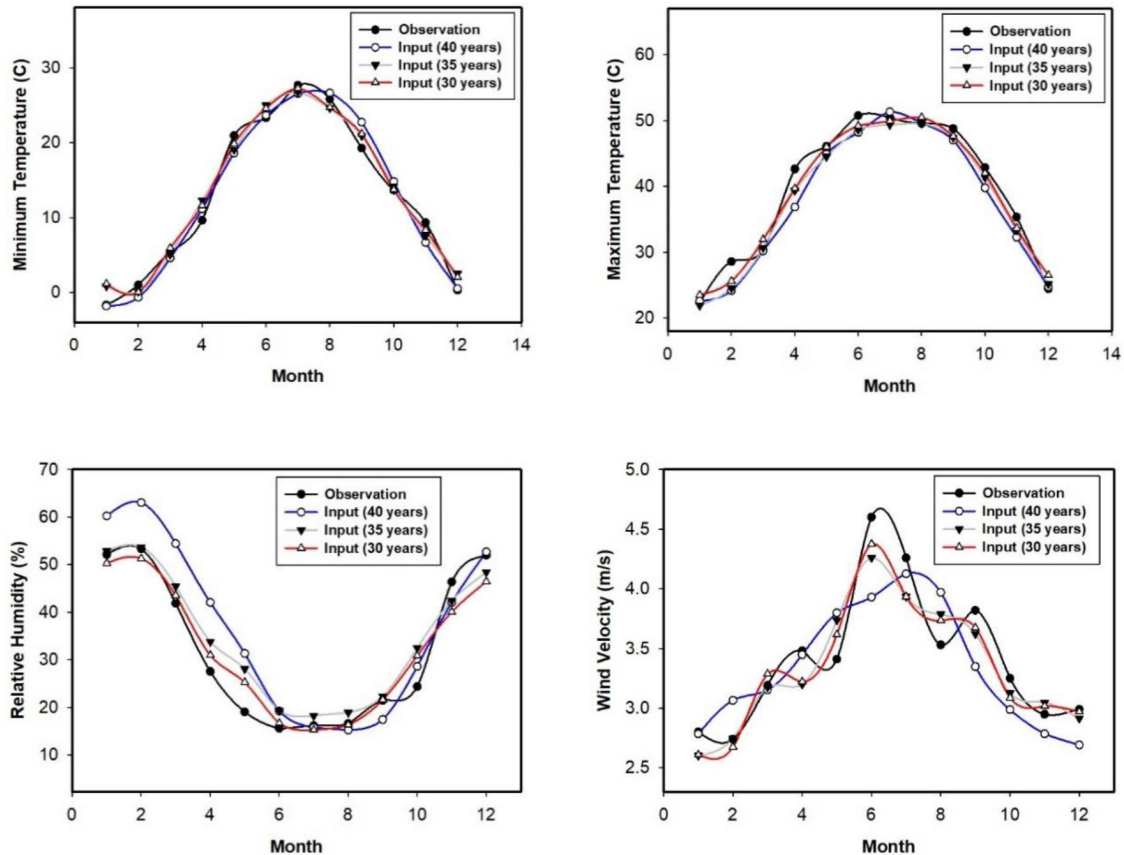 Minimum Temperature (C)
30
20
10
0
0
2
4
6
8
10
12
14
Month
Observation
Input (40 years)
Input (35 years)
Input (30 years)
Maximum Temperature (C)
60
50
40
30
20
0
2
4
6
8
10
12
14
Month
Observation
Input (40 years)
Input (35 years)
Input (30 years)
Relative Humidity (%)
70
60
50
40
30
20
10
0
2
4
6
8
10
12
Month
Observation
Input (40 years)
Input (35 years)
Input (30 years)
Wind Velocity (m/s)
5.0
4.5
4.0
3.5
3.0
2.5
0
2
4
6
8
10
12
Month
Observation
Input (40 years)
Input (35 years)
Input (30 years)